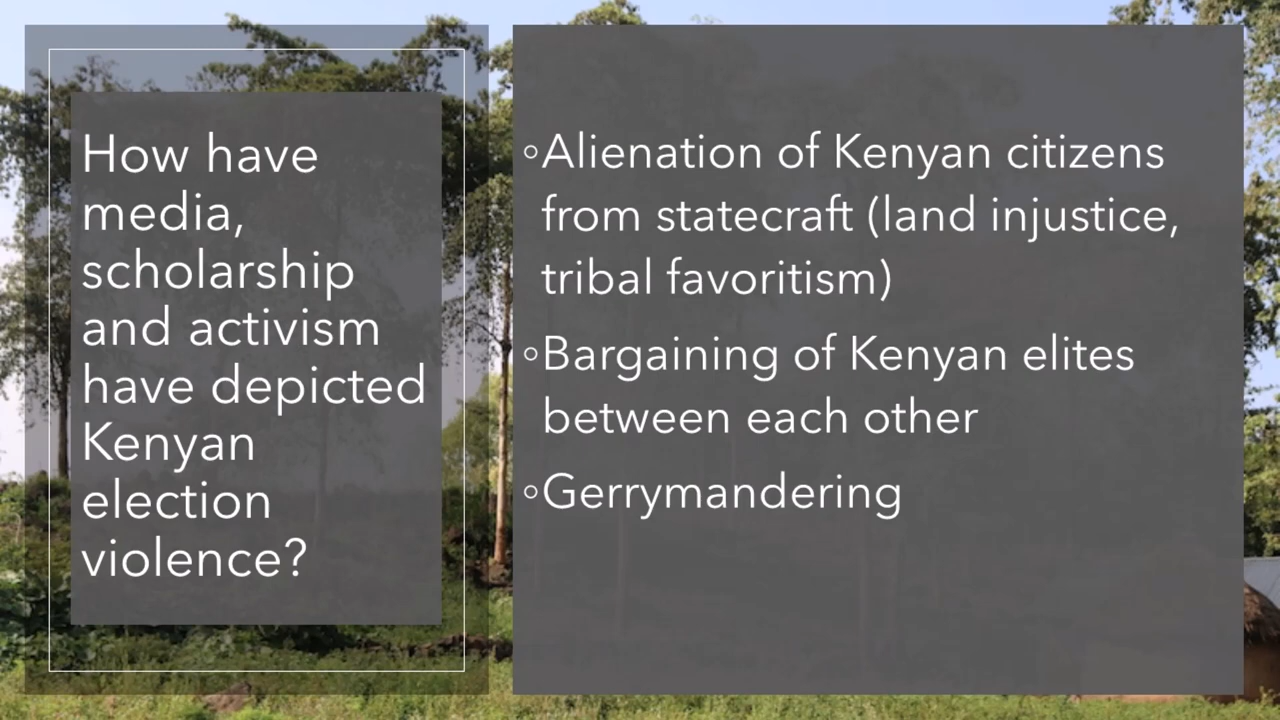 How have
media,
scholarship
and activism
have depicted
Kenyan
election
violence?
◦Alienation of Kenyan citizens
from statecraft (land injustice,
tribal favoritism)
◦Bargaining of Kenyan elites
between each other
◦Gerrymandering